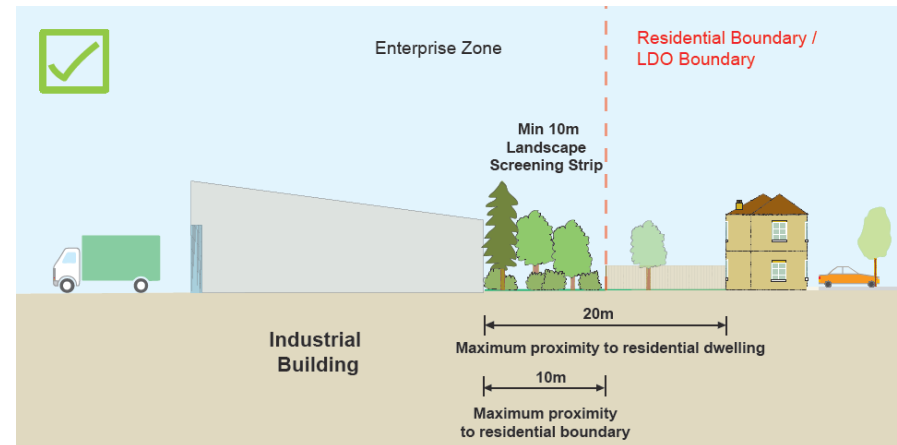 Enterprise Zone
Residential Boundary /
LDO Boundary
Min 10m
Landscape
Screening Strip
20m
Maximum proximity to residential dwelling
Industrial
Building
10m
Maximum proximity
to residential boundary